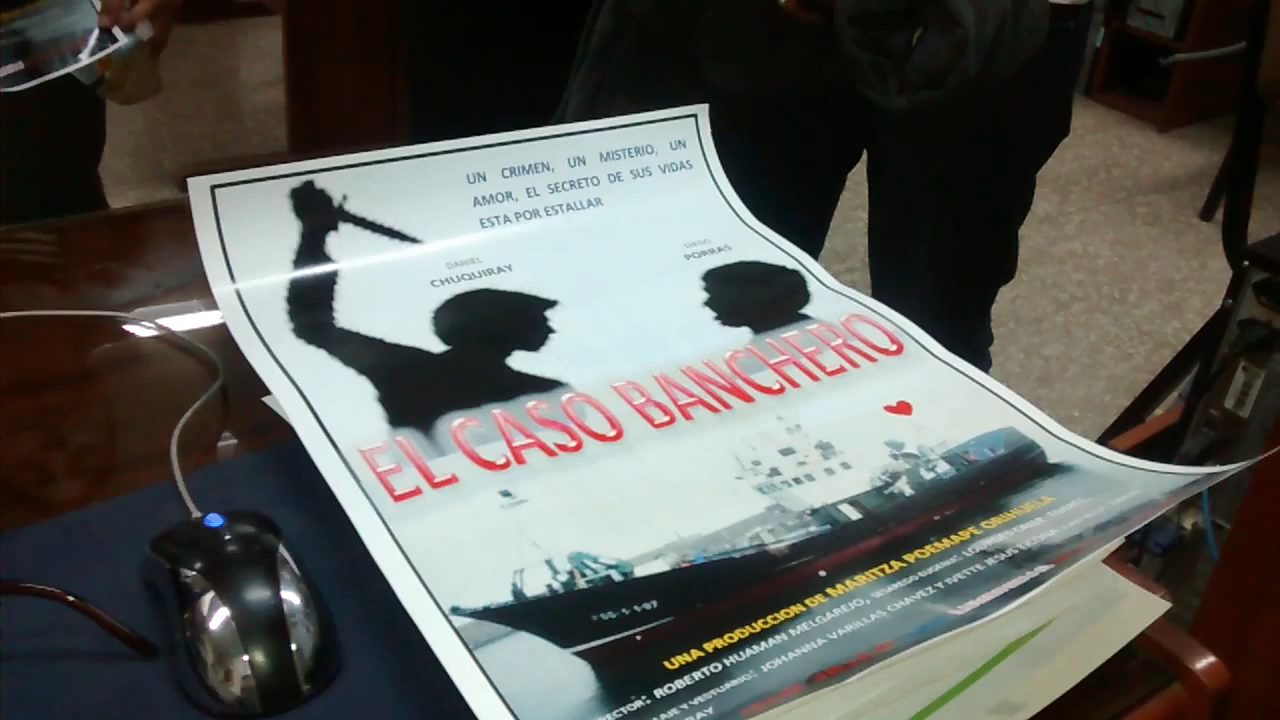 UN CRIMEN, UN MISTERIO, UN
AMOR, EL SECRETO DE SUS VIDAS
ESTA POR ESTALLAR
DANIEL
CHUQUIRAY
DIEGO
PORRAS
EL CASO BANCHERO
UNA PRODUCCION DE MARITZA POEMAPE ORIHUELA
ROBERTO HUAMAN MELGAREJO,
VESTUARIO: JOHANNA VARILLAS CHAVEZ Y IVETTE JESUS